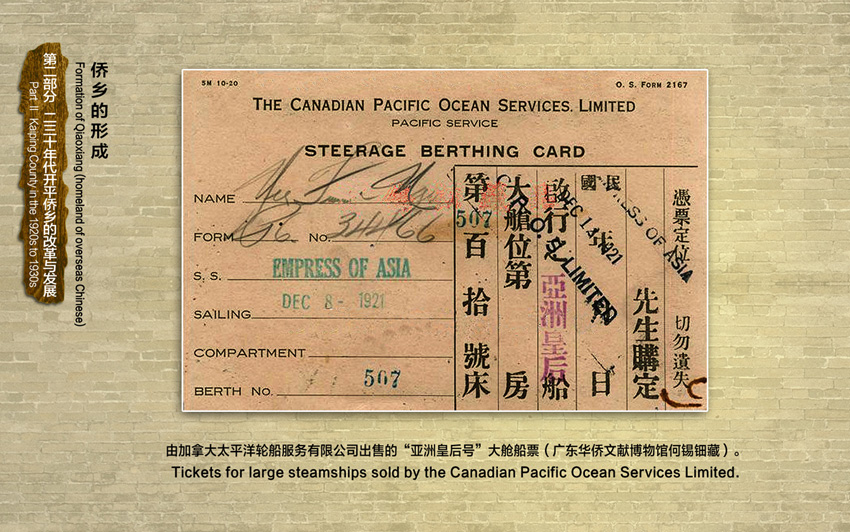 侨乡的形成
Formation of Qiaoxiang (homeland of overseas Chinese)
第二部分 二三十年代开平侨乡的改革与发展
Part II Kaiping County in the 1920s to 1930s
5M 10-20
O. S. FORM 2167
THE CANADIAN PACIFIC OCEAN SERVICES. LIMITED
PACIFIC SERVICE
STEERAGE BERTHING CARD
NAME
FORM No. 34466
S. S. EMPRESS OF ASIA
SAILING DEC 8 - 1921
COMPARTMENT
BERTH No. 507
憑票定位 切勿遺失
先生購定
民國 年 日
啟行 亞洲皇后船
大艙位第 房
第 507 百 拾 號床
DEC 14 1921
O. S. LIMITED
PRESS OF ASIA
由加拿大太平洋轮船服务有限公司出售的“亚洲皇后号”大舱船票（广东华侨文献博物馆何锡钿藏）。
Tickets for large steamships sold by the Canadian Pacific Ocean Services Limited.